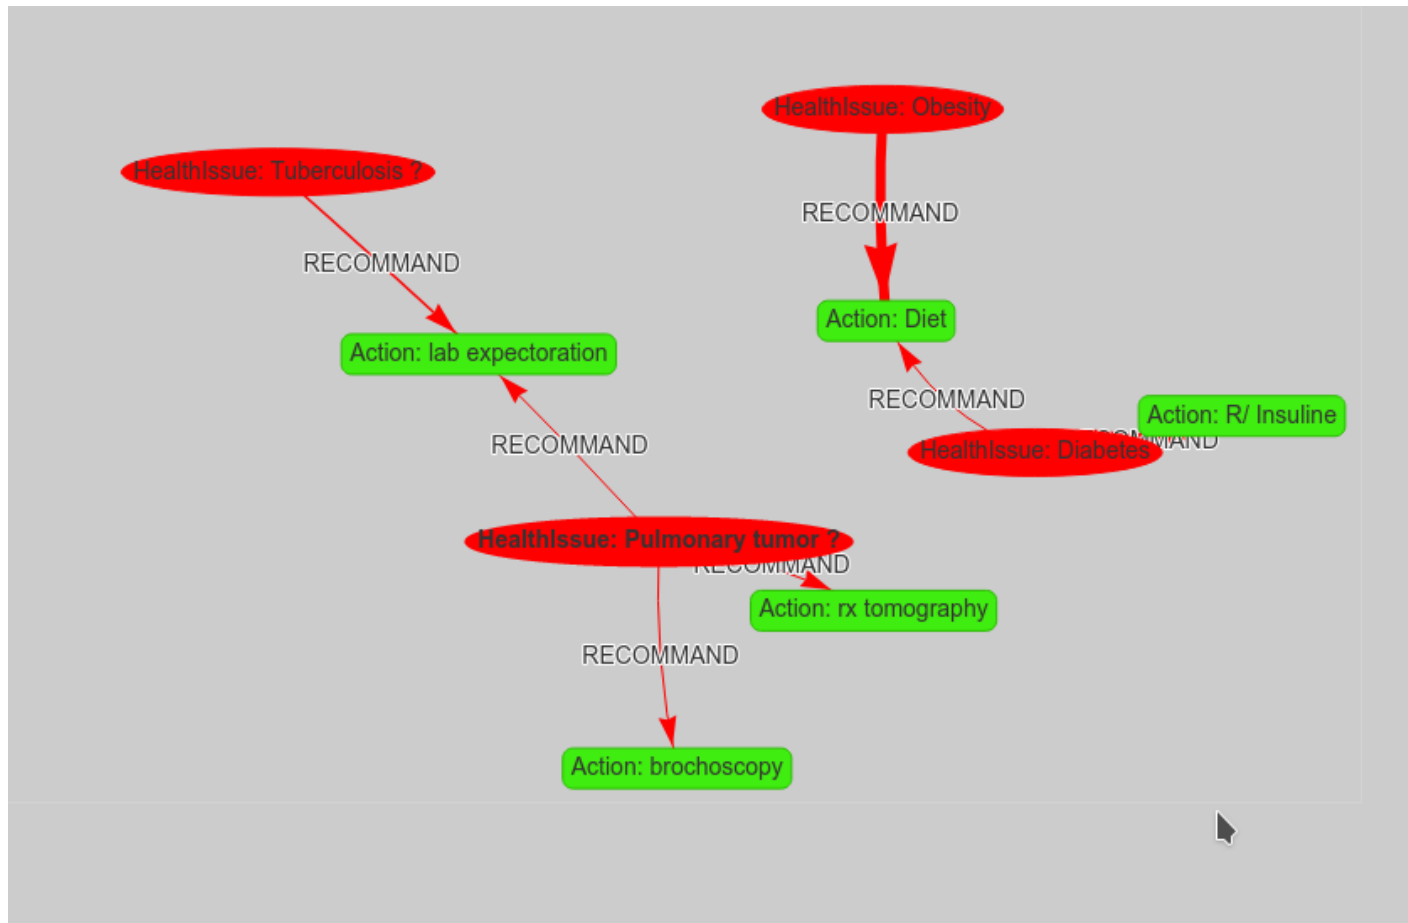 HealthIssue: Obesity
HealthIssue: Tuberculosis ?
RECOMMAND
RECOMMAND
Action: Diet
Action: lab expectoration
RECOMMAND
Action: R/ Insuline
RECOMMAND
HealthIssue: Diabetes
HealthIssue: Pulmonary tumor ?
RECOMMAND
Action: rx tomography
RECOMMAND
Action: brochoscopy